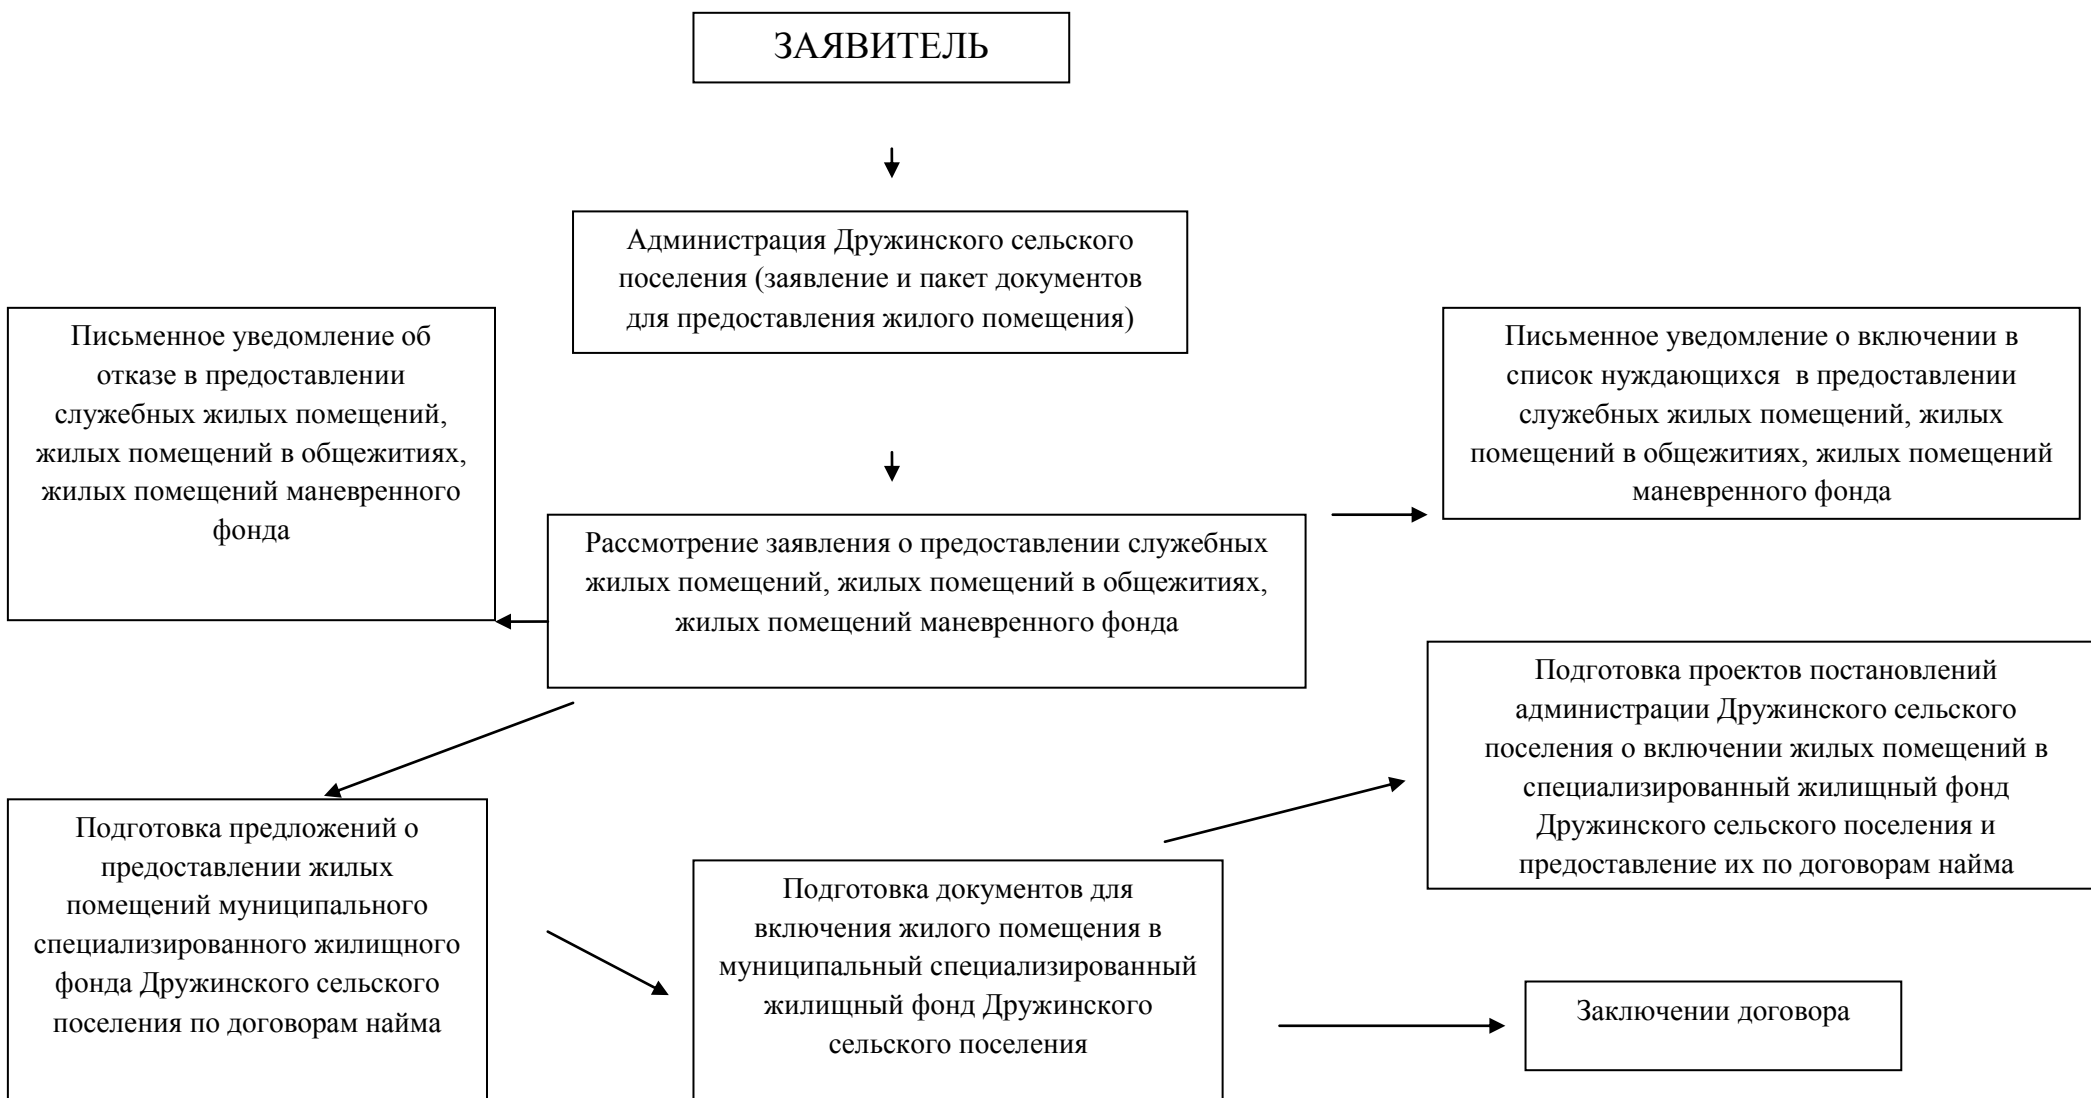 ЗАЯВИТЕЛЬ
Администрация Дружинского сельского
поселения (заявление и пакет документов
для предоставления жилого помещения)
Письменное уведомление об
отказе в предоставлении
служебных жилых помещений,
жилых помещений в общежитиях,
жилых помещений маневренного
фонда
Письменное уведомление о включении в
список нуждающихся  в предоставлении
служебных жилых помещений, жилых
помещений в общежитиях, жилых помещений
маневренного фонда
Рассмотрение заявления о предоставлении служебных
жилых помещений, жилых помещений в общежитиях,
жилых помещений маневренного фонда
Подготовка проектов постановлений
администрации Дружинского сельского
поселения о включении жилых помещений в
специализированный жилищный фонд
Дружинского сельского поселения и
предоставление их по договорам найма
Подготовка предложений о
предоставлении жилых
помещений муниципального
специализированного жилищного
фонда Дружинского сельского
поселения по договорам найма
Подготовка документов для
включения жилого помещения в
муниципальный специализированный
жилищный фонд Дружинского
сельского поселения
Заключении договора